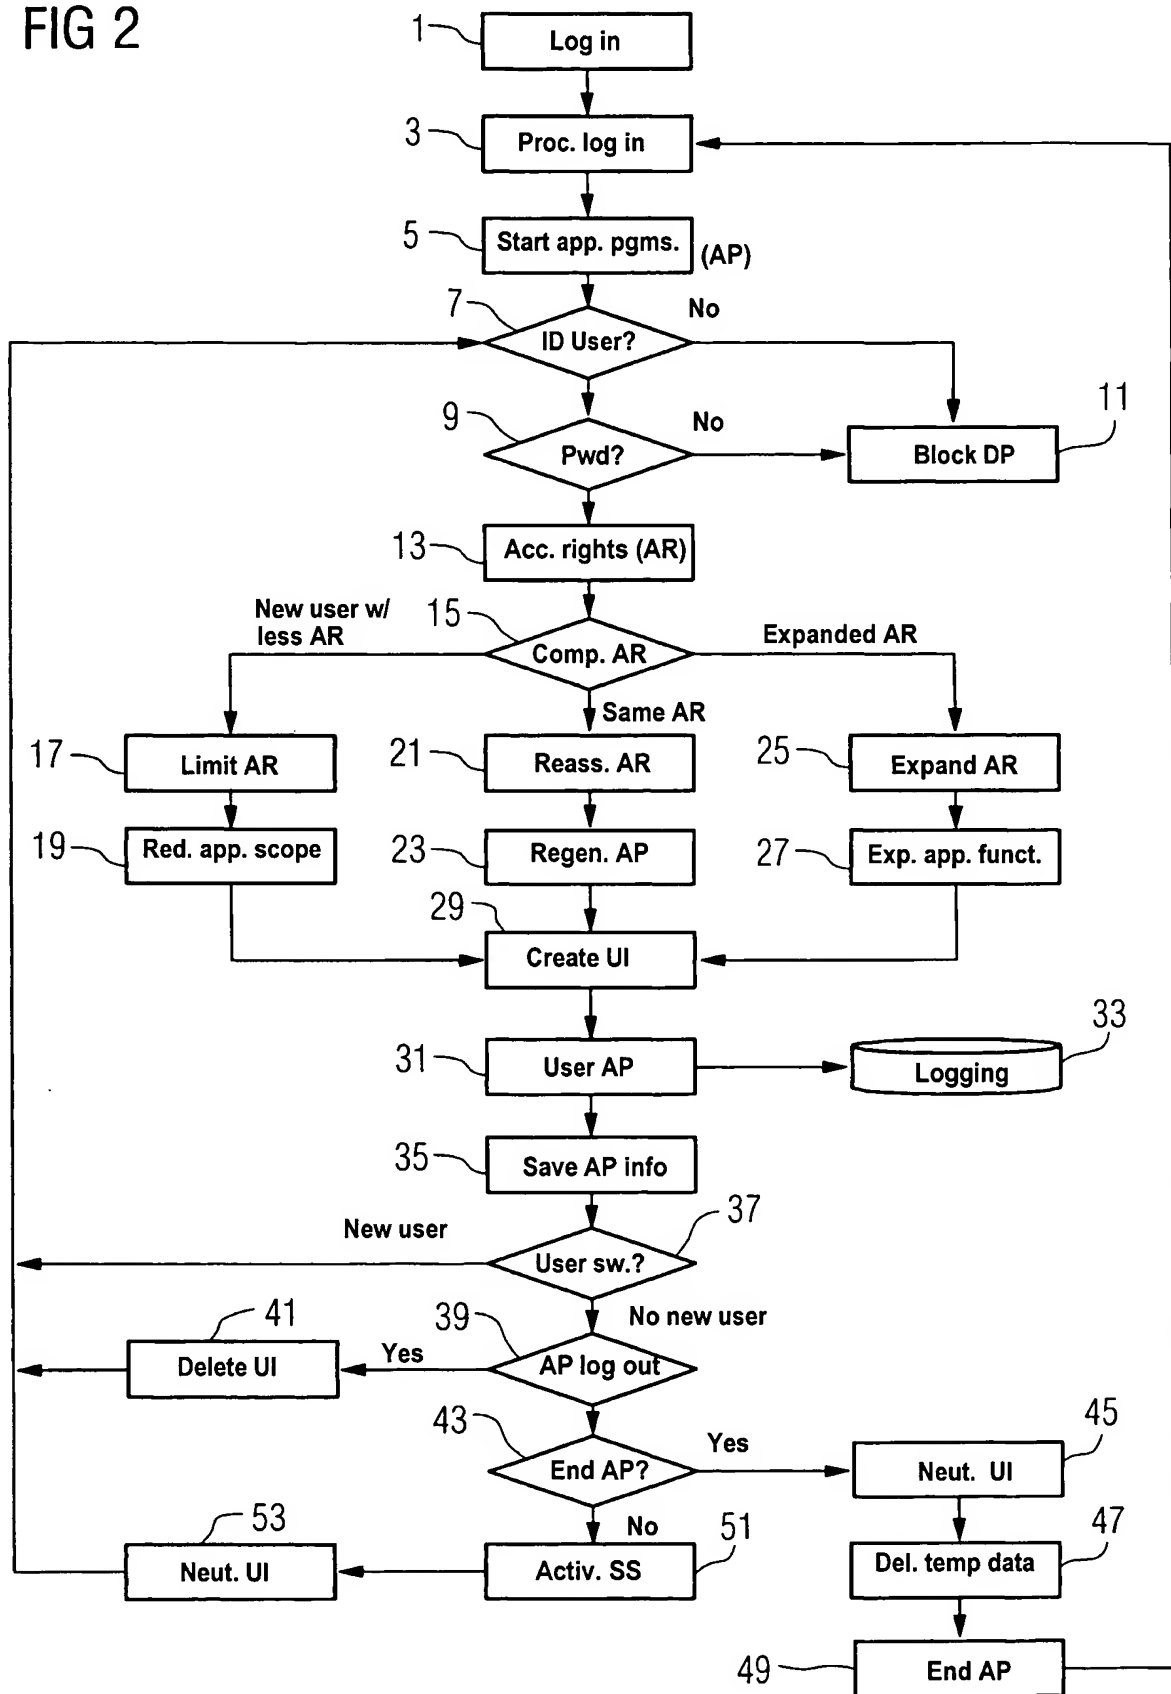 FIG 2
1
Log in
3
Proc. log in
5
Start app. pgms.
(AP)
7
No
ID User?
9
No
11
Pwd?
Block DP
13
Acc. rights (AR)
New user w/
less AR
15
Expanded AR
Comp. AR
Same AR
17
Limit AR
21
Reass. AR
25
Expand AR
19
Red. app. scope
23
Regen. AP
27
Exp. app. funct.
29
Create UI
31
User AP
33
Logging
35
Save AP info
New user
37
User sw.?
No new user
41
39
Delete UI
Yes
AP log out
43
Yes
45
End AP?
Neut. UI
53
No
51
47
Neut. UI
Activ. SS
Del. temp data
49
End AP